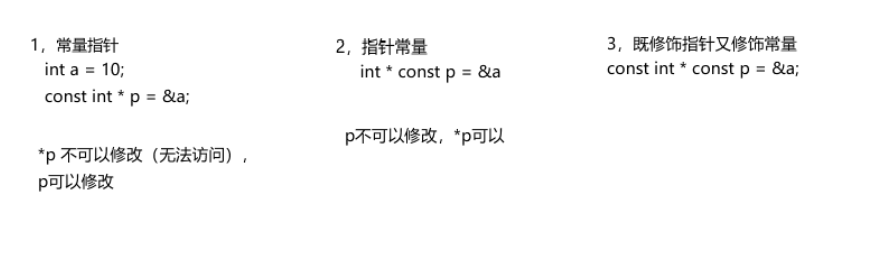 1，常量指针
int a = 10;
const int * p = &a;
*p 不可以修改（无法访问），
p可以修改
2，指针常量
int * const p = &a
p不可以修改，*p可以
3，既修饰指针又修饰常量
const int * const p = &a;